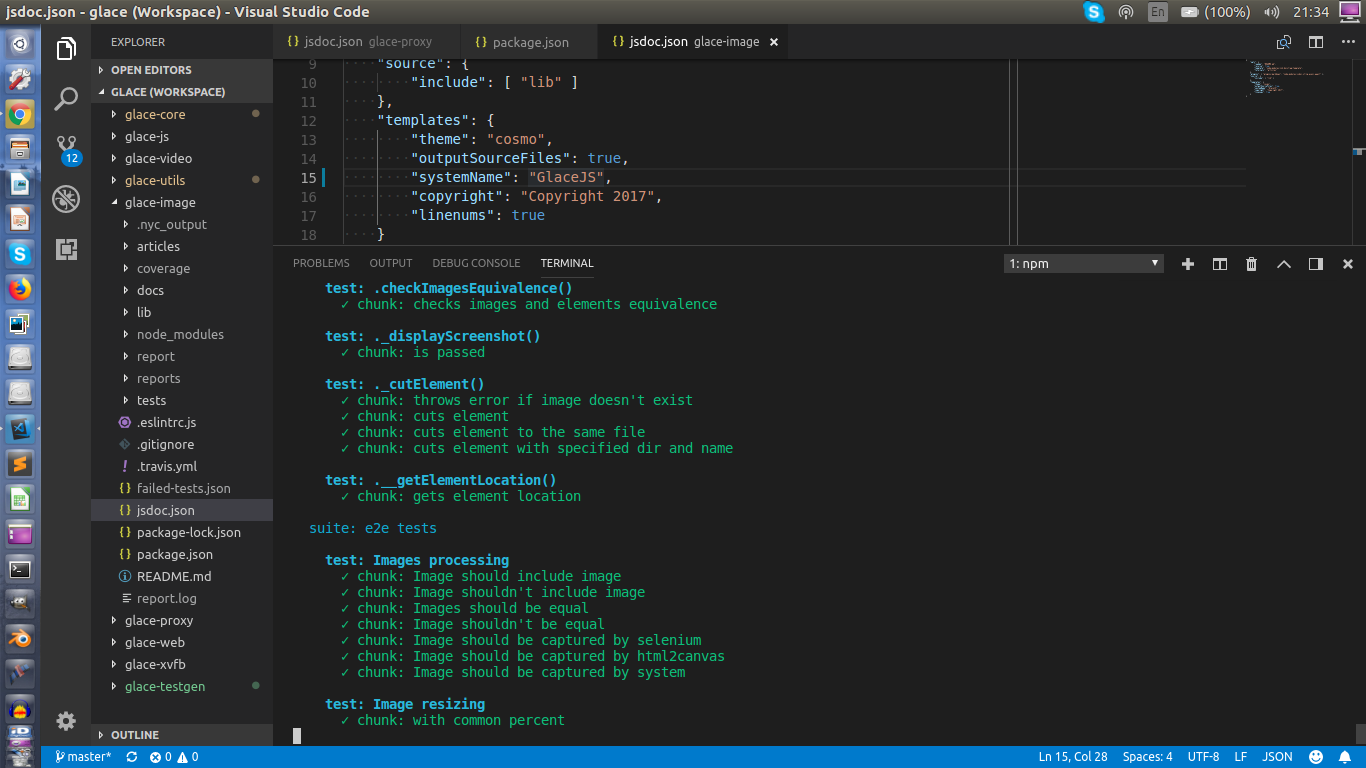 jsdoc.json - glace (Workspace) - Visual Studio Code
En (100%) 21:34
EXPLORER
OPEN EDITORS
GLACE (WORKSPACE)
glace-core
glace-js
glace-video
glace-utils
glace-image
.nyc_output
articles
coverage
docs
lib
node_modules
report
reports
tests
.eslintrc.js
.gitignore
.travis.yml
failed-tests.json
jsdoc.json
package-lock.json
package.json
README.md
report.log
glace-proxy
glace-web
glace-xvfb
glace-testgen
OUTLINE
12
{} jsdoc.json glace-proxy
{} package.json
{} jsdoc.json glace-image ×
9 "source": {
10 "include": [ "lib" ]
11 },
12 "templates": {
13 "theme": "cosmo",
14 "outputSourceFiles": true,
15 "systemName": "GlaceJS",
16 "copyright": "Copyright 2017",
17 "linenums": true
18 }
PROBLEMS OUTPUT DEBUG CONSOLE TERMINAL 1: npm
test: .checkImagesEquivalence()
✓ chunk: checks images and elements equivalence
test: ._displayScreenshot()
✓ chunk: is passed
test: ._cutElement()
✓ chunk: throws error if image doesn't exist
✓ chunk: cuts element
✓ chunk: cuts element to the same file
✓ chunk: cuts element with specified dir and name
test: .__getElementLocation()
✓ chunk: gets element location
suite: e2e tests
test: Images processing
✓ chunk: Image should include image
✓ chunk: Image shouldn't include image
✓ chunk: Images should be equal
✓ chunk: Image shouldn't be equal
✓ chunk: Image should be captured by selenium
✓ chunk: Image should be captured by html2canvas
✓ chunk: Image should be captured by system
test: Image resizing
✓ chunk: with common percent
master* 0 0 Ln 15, Col 28 Spaces: 4 UTF-8 LF JSON